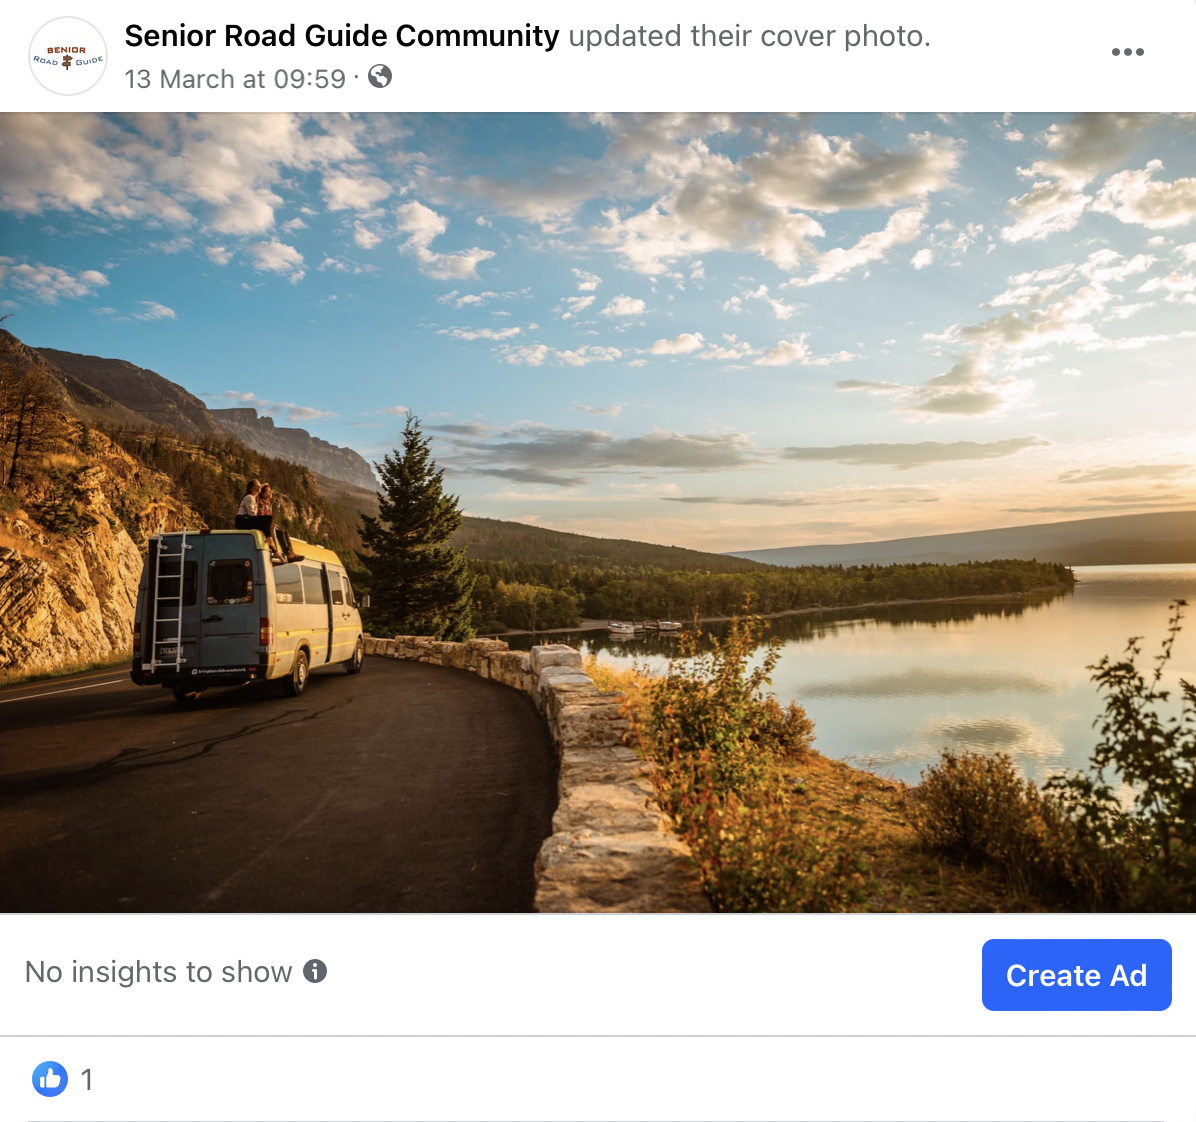 SENIOR
ROAD GUIDE
Senior Road Guide Community updated their cover photo.
13 March at 09:59 ·
No insights to show
Create Ad
1